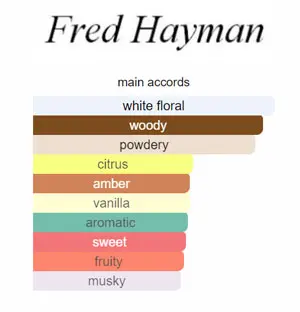 Fred Hayman
main accords
white floral
woody
powdery
citrus
amber
vanilla
aromatic
sweet
fruity
musky